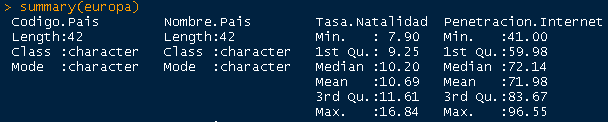 > summary(europa)
Codigo.Pais Nombre.Pais Tasa.Natalidad Penetracion.Internet
Length:42 Length:42 Min. : 7.90 Min. :41.00
Class :character Class :character 1st Qu.: 9.25 1st Qu.:59.98
Mode :character Mode :character Median :10.20 Median :72.14
Mean :10.69 Mean :71.98
3rd Qu.:11.61 3rd Qu.:83.67
Max. :16.84 Max. :96.55